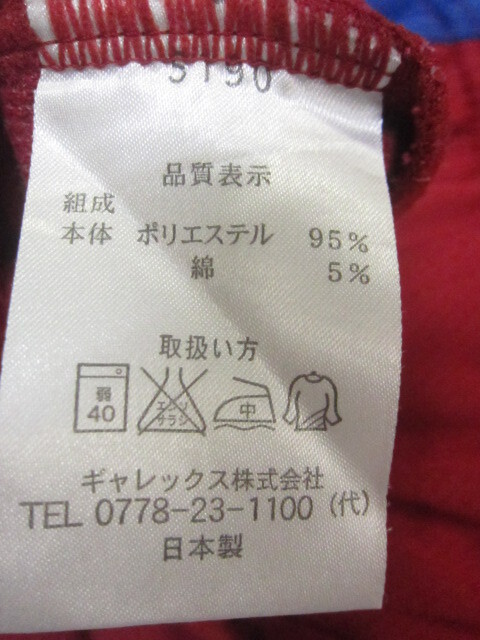 5190
品質表示
組成
本体 ポリエステル 95%
綿 5%
取扱い方
弱
40
エンソ
サラシ
中
ギャレックス株式会社
TEL 0778-23-1100 (代)
日本製